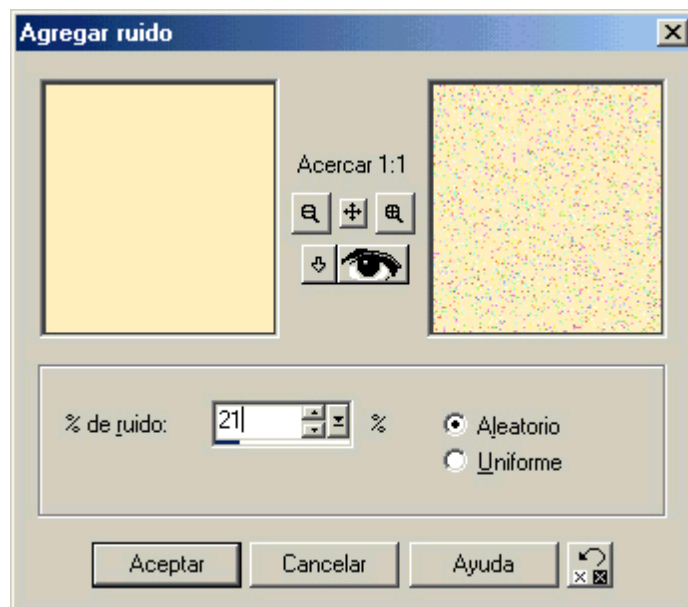 Agregar ruido
Acercar 1:1
% de ruido:
21
%
Aleatorio
Uniforme
Aceptar
Cancelar
Ayuda